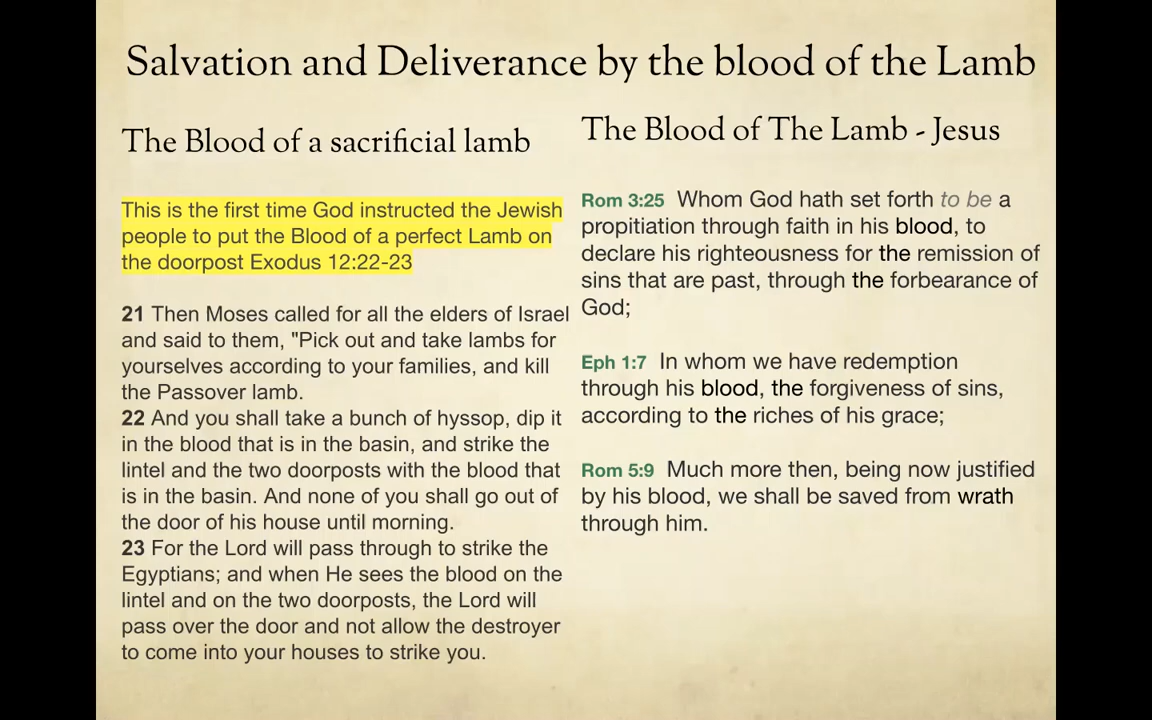 Salvation and Deliverance by the blood of the Lamb
The Blood of a sacrificial lamb
This is the first time God instructed the Jewish
people to put the Blood of a perfect Lamb on
the doorpost Exodus 12:22-23
21 Then Moses called for all the elders of Israel
and said to them, "Pick out and take lambs for
yourselves according to your families, and kill
the Passover lamb.
22 And you shall take a bunch of hyssop, dip it
in the blood that is in the basin, and strike the
lintel and the two doorposts with the blood that
is in the basin. And none of you shall go out of
the door of his house until morning.
23 For the Lord will pass through to strike the
Egyptians; and when He sees the blood on the
lintel and on the two doorposts, the Lord will
pass over the door and not allow the destroyer
to come into your houses to strike you.
The Blood of The Lamb - Jesus
Rom 3:25 Whom God hath set forth to be a
propitiation through faith in his blood, to
declare his righteousness for the remission of
sins that are past, through the forbearance of
God;
Eph 1:7 In whom we have redemption
through his blood, the forgiveness of sins,
according to the riches of his grace;
Rom 5:9 Much more then, being now justified
by his blood, we shall be saved from wrath
through him.